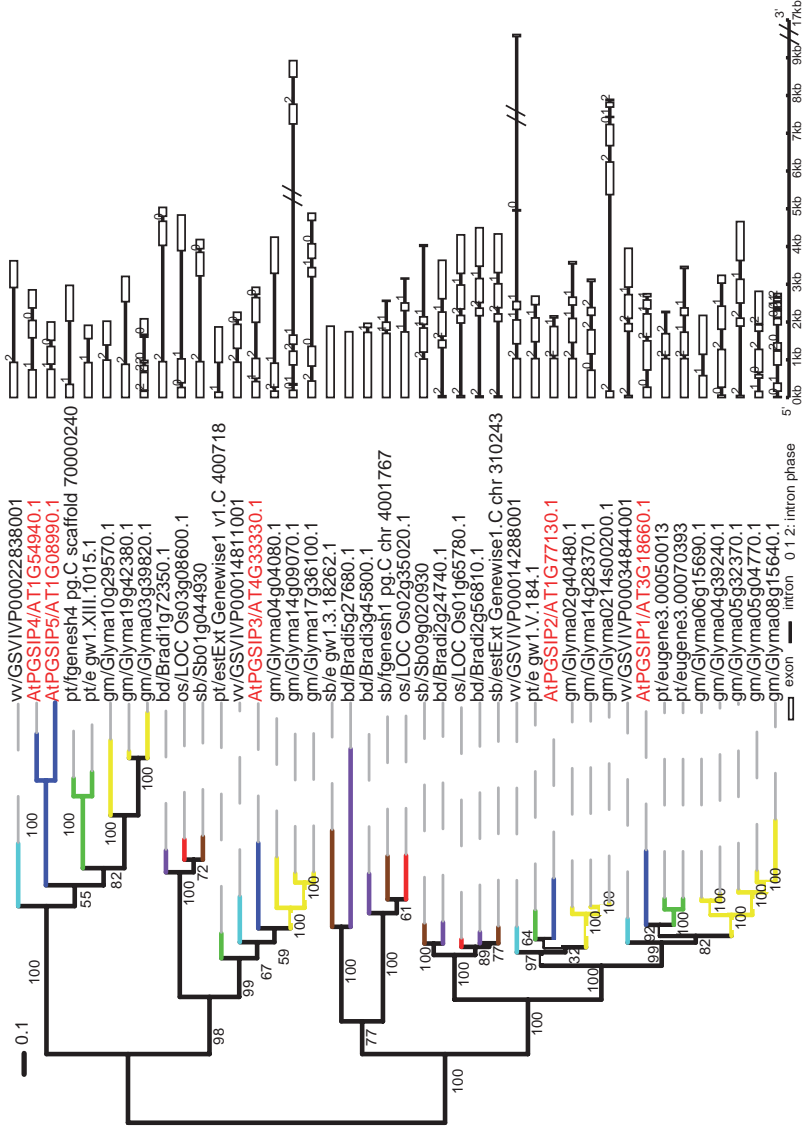 0.1
vv/GSVIVP00022838001
AtPGSIP4/AT1G54940.1
AtPGSIP5/AT1G08990.1
pt/fgenesh4 pg.C scaffold 70000240
pt/e gw1.XIII.1015.1
gm/Glyma10g29570.1
gm/Glyma19g42380.1
gm/Glyma03g39820.1
bd/Bradi1g72350.1
os/LOC Os03g08600.1
sb/Sb01g044930
pt/estExt Genewise1 v1.C 400718
vv/GSVIVP00014811001
AtPGSIP3/AT4G33330.1
gm/Glyma04g04080.1
gm/Glyma14g09070.1
gm/Glyma17g36100.1
sb/e gw1.3.18262.1
bd/Bradi5g27680.1
bd/Bradi3g45800.1
sb/fgenesh1 pg.C chr 4001767
os/LOC Os02g35020.1
sb/Sb09g020930
bd/Bradi2g24740.1
os/LOC Os01g65780.1
bd/Bradi2g56810.1
sb/estExt Genewise1.C chr 310243
vv/GSVIVP00014288001
pt/e gw1.V.184.1
AtPGSIP2/AT1G77130.1
gm/Glyma02g40480.1
gm/Glyma14g28370.1
gm/Glyma0214s00200.1
vv/GSVIVP00034844001
AtPGSIP1/AT3G18660.1
pt/eugene3.00050013
pt/eugene3.00070393
gm/Glyma06g15690.1
gm/Glyma04g39240.1
gm/Glyma05g32370.1
gm/Glyma05g04770.1
gm/Glyma08g15640.1
exon intron 0 1 2: intron phase
100
100
55
100
82
100
100
98
100
72
99
67
59
100
100
100
77
100
100
61
100
100
100
100
89
77
100
97
64
32
100
100
100
99
92
100
100
82
100
100
100
100
5' 0kb 1kb 2kb 3kb 4kb 5kb 6kb 7kb 8kb 9kb 17kb 3'